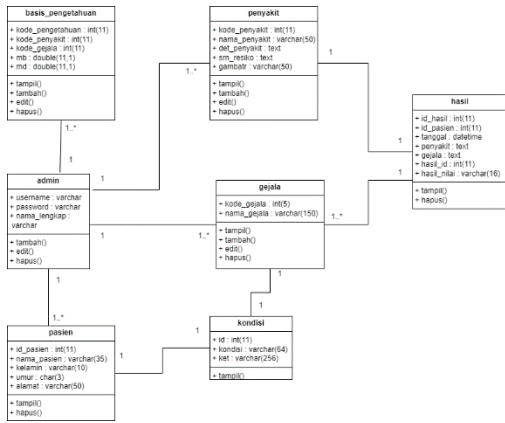 basis_pengetahuan
+ kode_pengetahuan : int(11)
+ kode_penyakit : int(11)
+ kode_gejala : int(11)
+ mb : double(11,1)
+ md : double(11,1)
+tampil()
+tambah()
+ edit()
+ hapus()
penyakit
+ kode_penyakit : int(11)
+ nama_penyakit : varchar(50)
+ det_penyakit : text
+ srn_resiko : text
+ gambatr : varchar(50)
+tampil()
+tambah()
+ edit()
+ hapus()
hasil
+ id_hasil : int(11)
+ id_pasien : int(11)
+ tanggal : datetime
+ penyakit : text
+ gejala : text
+ hasil_id : int(11)
+ hasil_nilai : varchar(16)
+tampil()
+ hapus()
admin
+ username : varchar
+ password : varchar
+ nama_lengkap :
varchar
+ tambah()
+ edit()
+ hapus()
gejala
+ kode_gejala : int(5)
+ nama_gejala : varchar(150)
+tampil()
+ tambah()
+ edit()
+ hapus()
pasien
+ id_pasien : int(11)
+ nama_pasien : varchar(35)
+ kelamin : varchar(10)
+ umur : char(3)
+ alamat : varchar(50)
+tampil()
+ hapus()
kondisi
+ id : int(11)
+ kondisi : varchar(64)
+ ket : varchar(256)
+tampil()
1..*
1
1
1..*
1
1
1
1..*
1..*
1
1
1..*
1
1
1
1